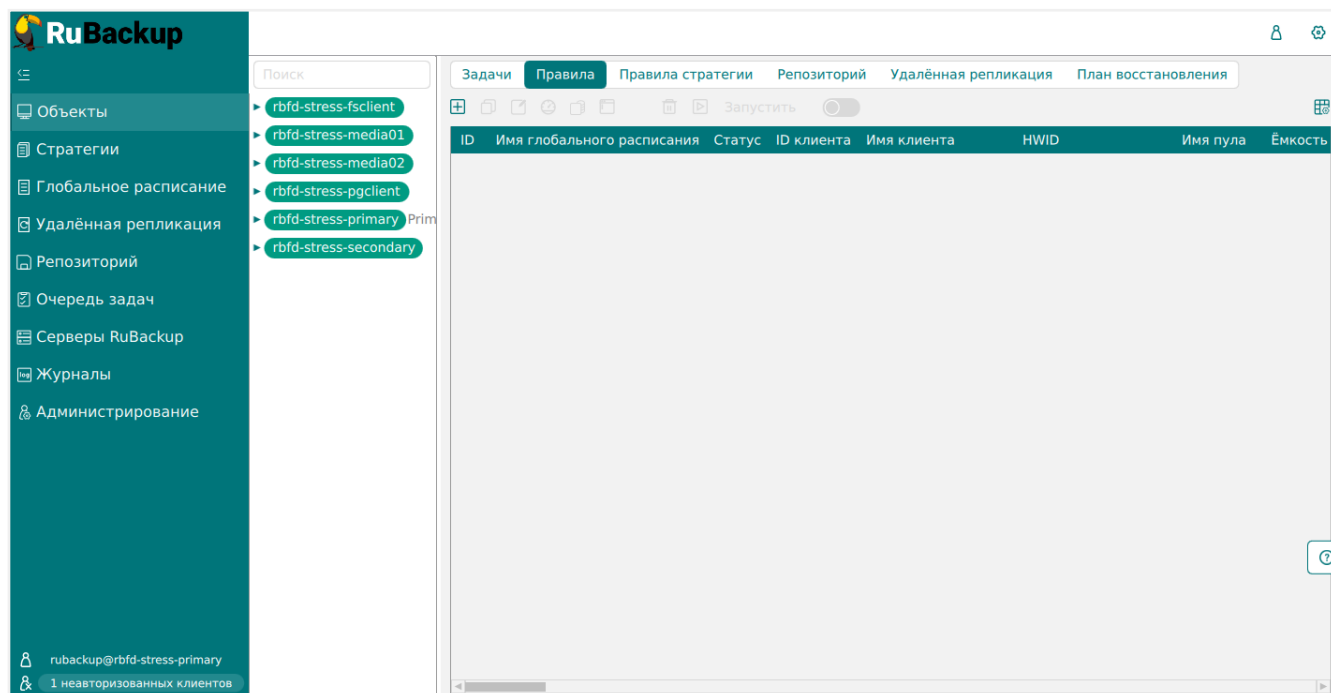 RuBackup
Поиск
Задачи Правила Правила стратегии Репозиторий Удалённая репликация План восстановления
Объекты
Стратегии
Глобальное расписание
Удалённая репликация
Репозиторий
Очередь задач
Серверы RuBackup
log Журналы
Администрирование
rbfd-stress-fsclient
rbfd-stress-media01
rbfd-stress-media02
rbfd-stress-pgclient
rbfd-stress-primary Prim
rbfd-stress-secondary
Запустить
ID Имя глобального расписания Статус ID клиента Имя клиента HWID Имя пула Ёмкость
?
rubackup@rbfd-stress-primary
1 неавторизованных клиентов